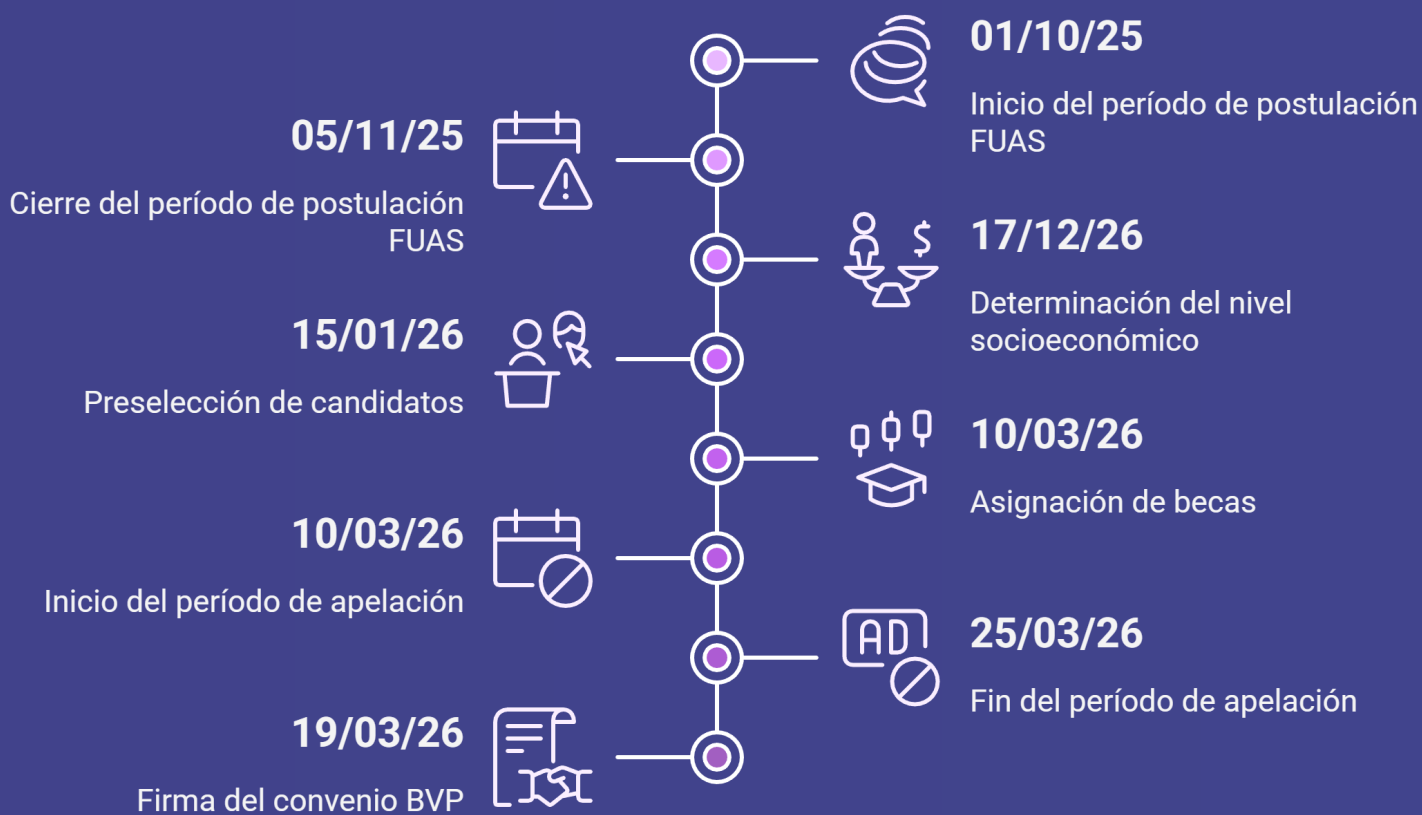 01/10/25
Inicio del período de postulación
FUAS
05/11/25
Cierre del período de postulación
FUAS
17/12/26
Determinación del nivel
socioeconómico
15/01/26
Preselección de candidatos
10/03/26
Asignación de becas
10/03/26
Inicio del período de apelación
AD
25/03/26
Fin del período de apelación
19/03/26
Firma del convenio BVP